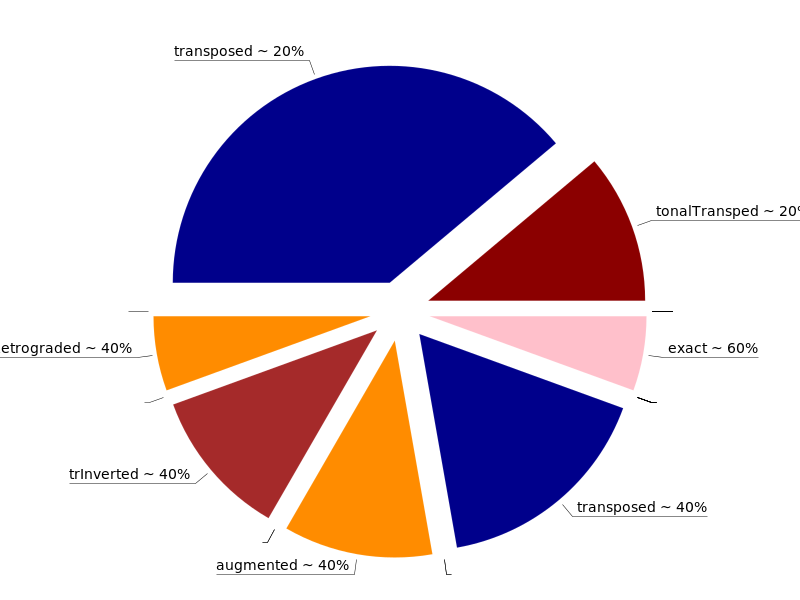 transposed ~ 20%
tonalTransped ~ 20%
etrograded ~ 40%
exact ~ 60%
trInverted ~ 40%
transposed ~ 40%
augmented ~ 40%